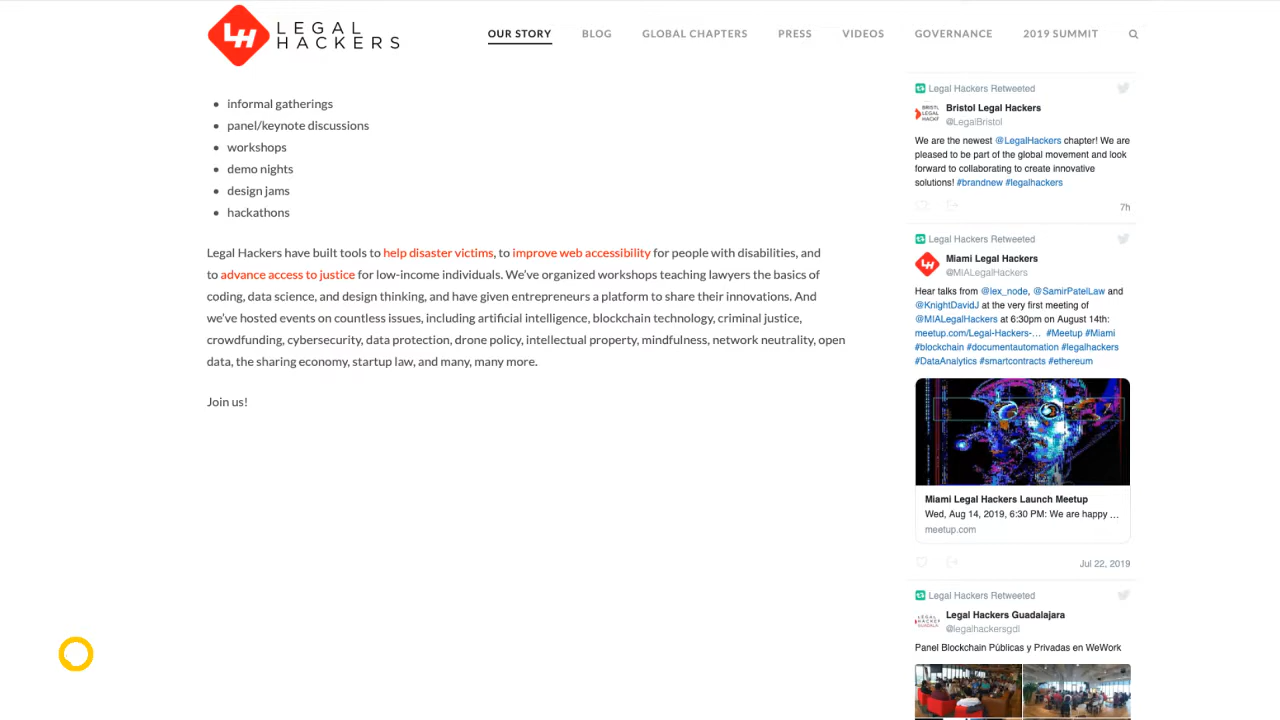 LEGAL
HACKERS
OUR STORY
BLOG
GLOBAL CHAPTERS
PRESS
VIDEOS
GOVERNANCE
2019 SUMMIT
informal gatherings
panel/keynote discussions
workshops
demo nights
design jams
hackathons
Legal Hackers have built tools to help disaster victims, to improve web accessibility for people with disabilities, and
to advance access to justice for low-income individuals. We've organized workshops teaching lawyers the basics of
coding, data science, and design thinking, and have given entrepreneurs a platform to share their innovations. And
we've hosted events on countless issues, including artificial intelligence, blockchain technology, criminal justice,
crowdfunding, cybersecurity, data protection, drone policy, intellectual property, mindfulness, network neutrality, open
data, the sharing economy, startup law, and many, many more.
Join us!
Legal Hackers Retweeted
Bristol Legal Hackers
@LegalBristol
We are the newest @LegalHackers chapter! We are
pleased to be part of the global movement and look
forward to collaborating to create innovative
solutions! #brandnew #legalhackers
7h
Legal Hackers Retweeted
Miami Legal Hackers
@MIALegalHackers
Hear talks from @lex_node, @SamirPatelLaw and
@KnightDavidJ at the very first meeting of
@MIALegalHackers at 6:30pm on August 14th:
meetup.com/Legal-Hackers-… #Meetup #Miami
#blockchain #documentautomation #legalhackers
#DataAnalytics #smartcontracts #ethereum
Miami Legal Hackers Launch Meetup
Wed, Aug 14, 2019, 6:30 PM: We are happy …
meetup.com
Jul 22, 2019
Legal Hackers Retweeted
Legal Hackers Guadalajara
@legalhackersgdl
Panel Blockchain Públicas y Privadas en WeWork